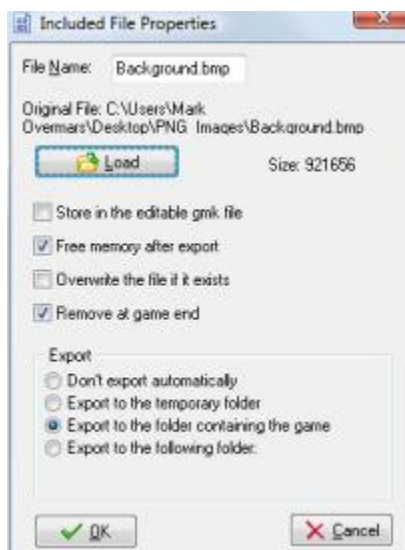 Included File Properties
File Name: Background.bmp
Original File: C:\Users\Mark
Overmars\Desktop\PNG Images\Background.bmp
Load Size: 921656
Store in the editable gmk file
Free memory after export
Overwrite the file if it exists
Remove at game end
Export
Don't export automatically
Export to the temporary folder
Export to the folder containing the game
Export to the following folder:
OK Cancel